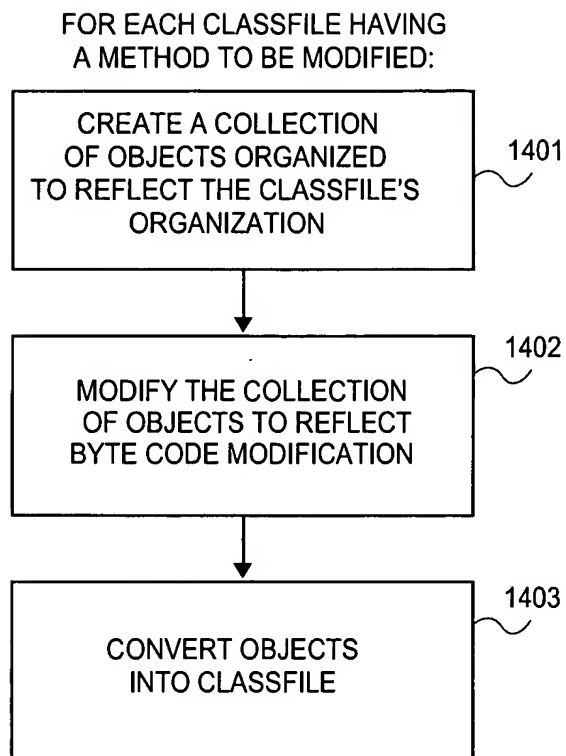 FOR EACH CLASSFILE HAVING
A METHOD TO BE MODIFIED:
CREATE A COLLECTION
OF OBJECTS ORGANIZED
TO REFLECT THE CLASSFILE'S
ORGANIZATION
1401
MODIFY THE COLLECTION
OF OBJECTS TO REFLECT
BYTE CODE MODIFICATION
1402
CONVERT OBJECTS
INTO CLASSFILE
1403